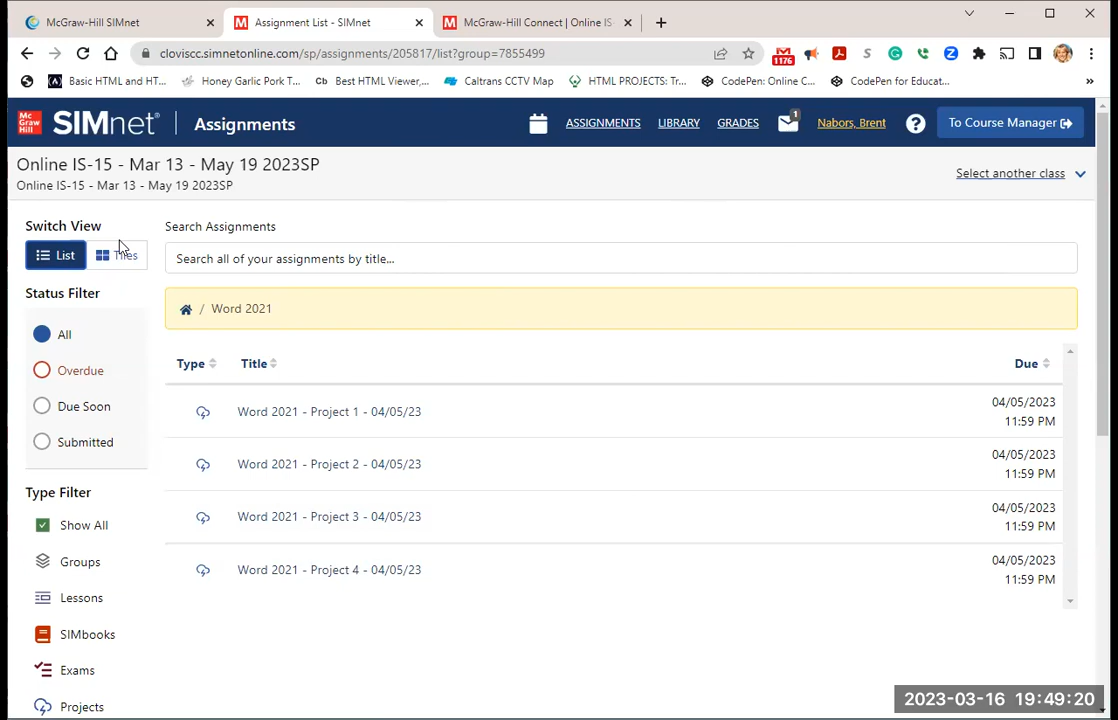 McGraw-Hill SIMnet
Assignment List - SIMnet
McGraw-Hill Connect | Online IS-
cloviscc.simnetonline.com/sp/assignments/205817/list?group=7855499
1176
Basic HTML and HT...
Honey Garlic Pork T...
Cb Best HTML Viewer,...
Caltrans CCTV Map
HTML PROJECTS: Tr...
CodePen: Online C...
CodePen for Educat...
»
Mc Graw Hill
SIMnet®
Assignments
ASSIGNMENTS
LIBRARY
GRADES
1
Nabors, Brent
To Course Manager
Online IS-15 - Mar 13 - May 19 2023SP
Online IS-15 - Mar 13 - May 19 2023SP
Select another class
Switch View
List
Tiles
Search Assignments
Search all of your assignments by title...
Status Filter
All
Overdue
Due Soon
Submitted
/ Word 2021
Type
Title
Due
Word 2021 - Project 1 - 04/05/23
04/05/2023
11:59 PM
Word 2021 - Project 2 - 04/05/23
04/05/2023
11:59 PM
Word 2021 - Project 3 - 04/05/23
04/05/2023
11:59 PM
Word 2021 - Project 4 - 04/05/23
04/05/2023
11:59 PM
Type Filter
Show All
Groups
Lessons
SIMbooks
Exams
Projects
2023-03-16 19:49:20